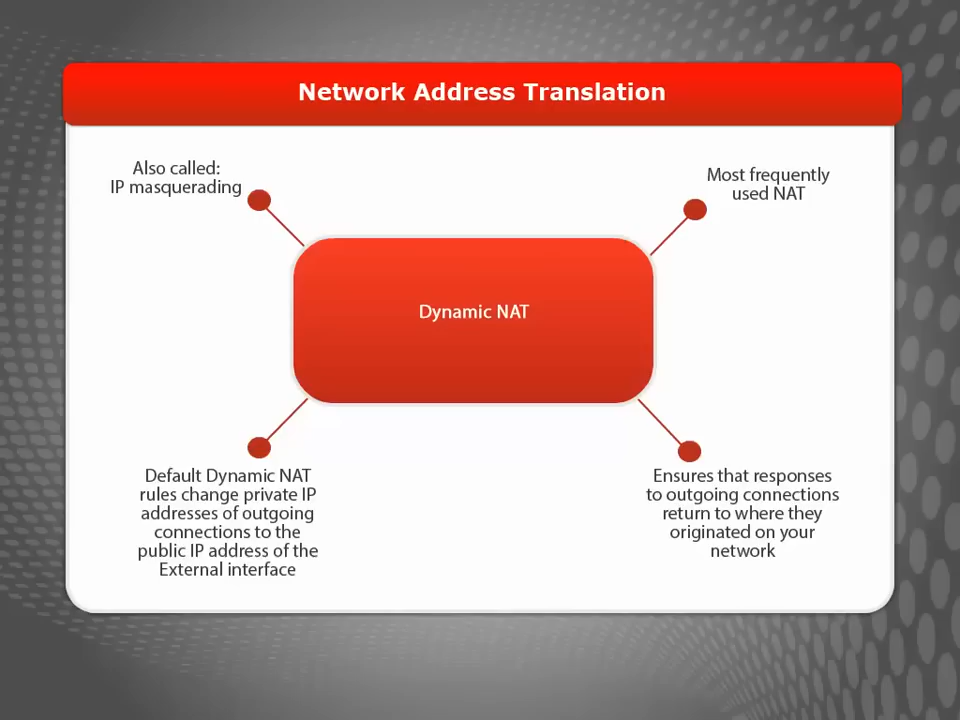 Network Address Translation
Also called:
IP masquerading
Most frequently
used NAT
Dynamic NAT
Default Dynamic NAT
rules change private IP
addresses of outgoing
connections to the
public IP address of the
External interface
Ensures that responses
to outgoing connections
return to where they
originated on your
network